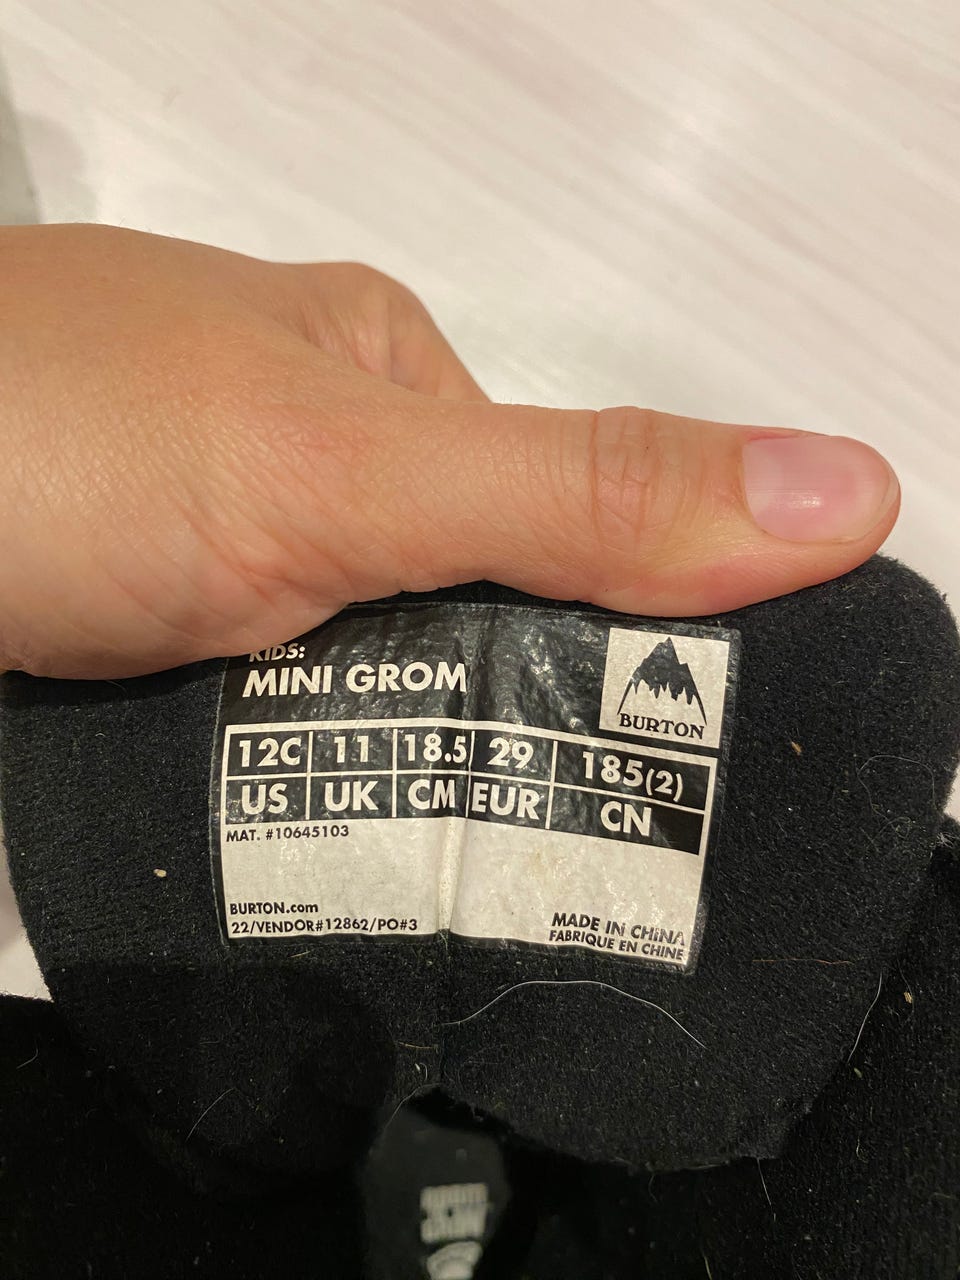 KIDS:
MINI GROM
BURTON
12C 11 18.5 29 185(2)
US UK CM EUR CN
MAT. #10645103
BURTON.com
22/VENDOR#12862/PO#3
MADE IN CHINA
FABRIQUE EN CHINE